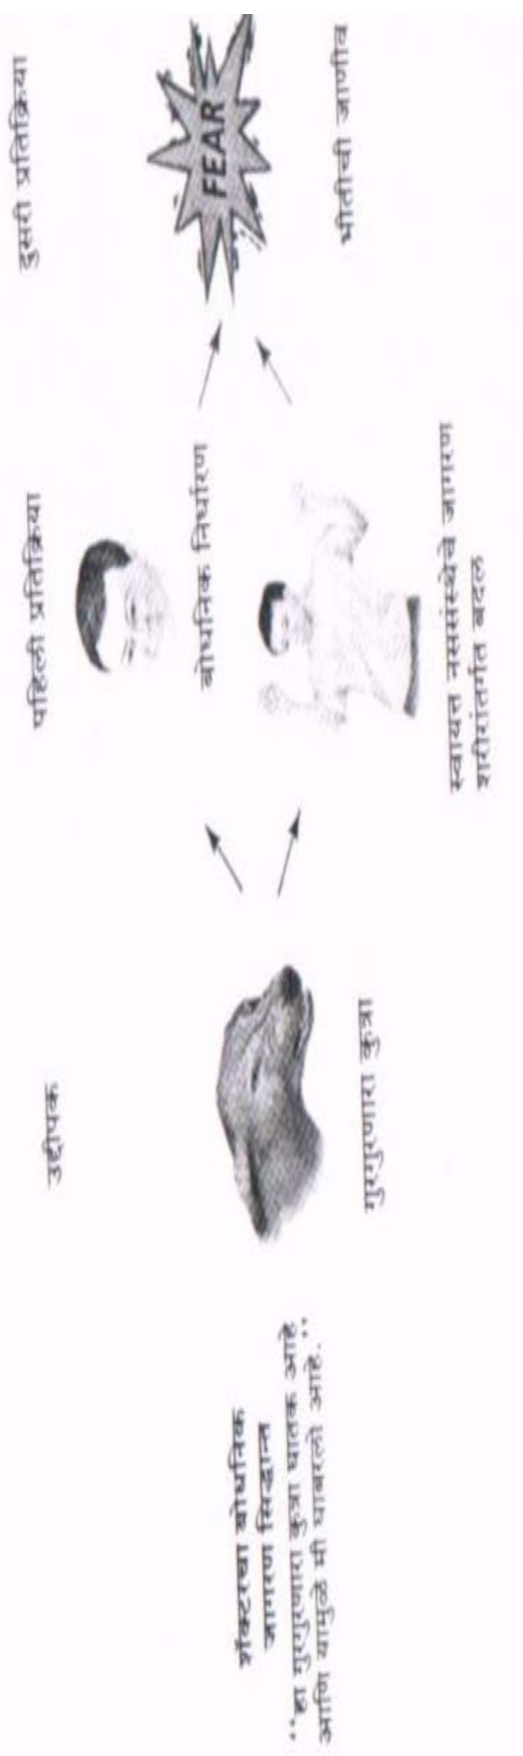 उद्दीपक
पहिली प्रतिक्रिया
दुसरी प्रतिक्रिया
शॅक्टरचा बोधनिक
जागरण सिद्धान्त
"हा गुरगुरणारा कुत्रा घातक आहे
आणि यामुळे मी घाबरलो आहे."
गुरगुरणारा कुत्रा
बोधनिक निर्धारण
स्वायत्त नससंस्थेचे जागरण
शरीरांतर्गत बदल
FEAR
भीतीची जाणीव